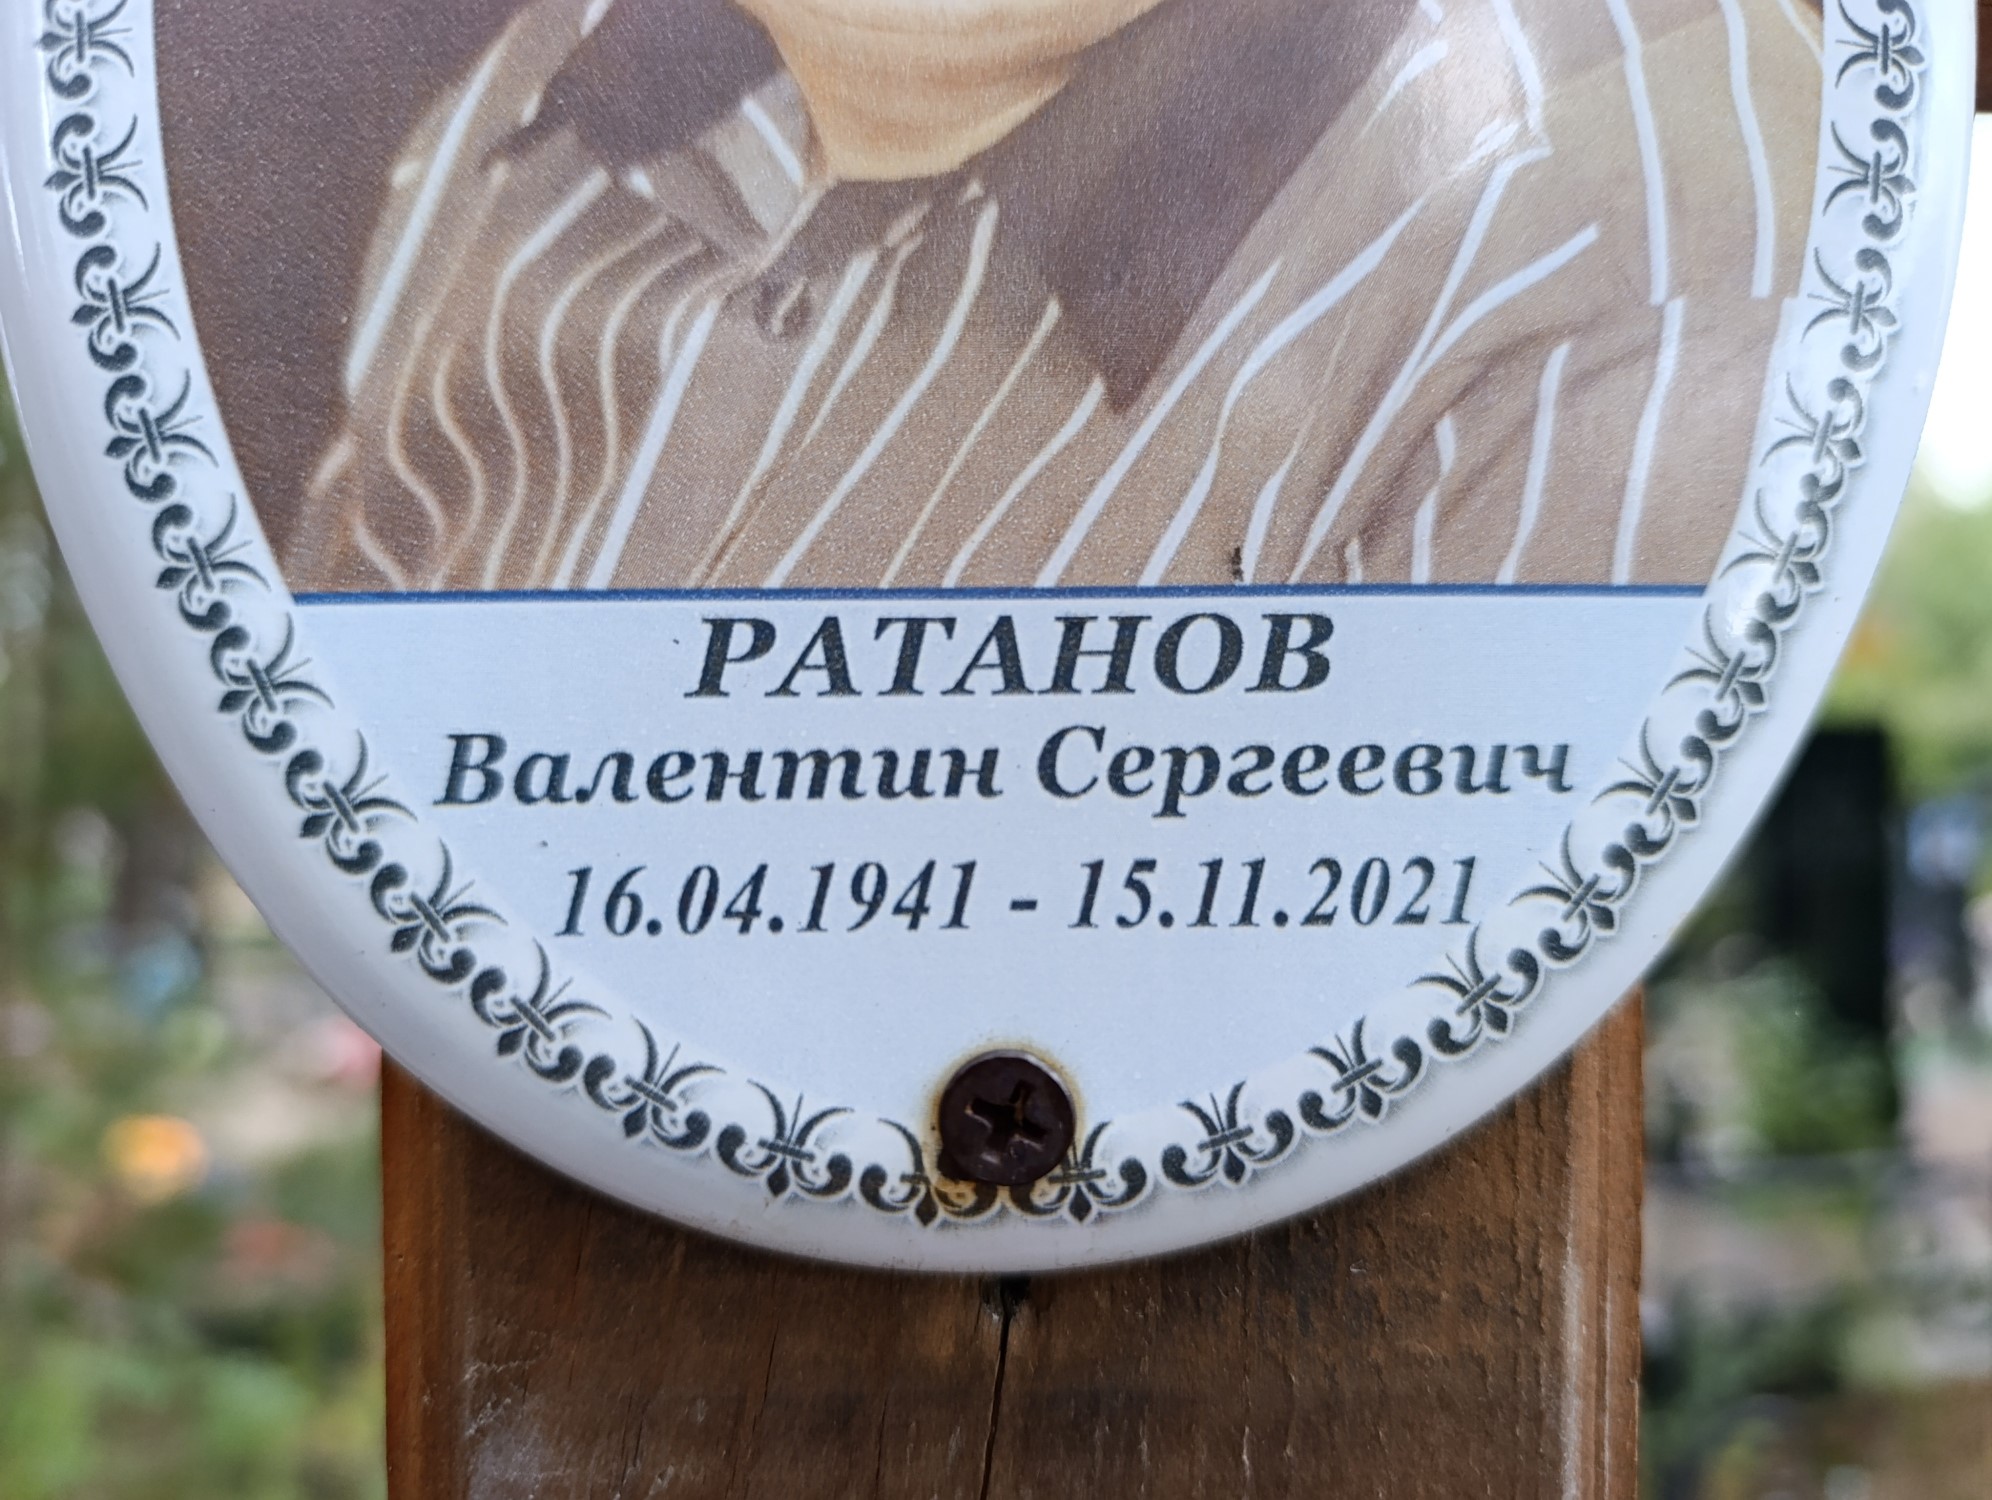 РАТАНОВ
Валентин Сергеевич
16.04.1941 - 15.11.2021